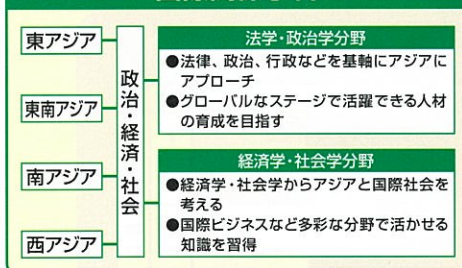 東アジア
東南アジア
南アジア
西アジア
政治・経済・社会
法学・政治学分野
●法律、政治、行政などを基軸にアジアに
アプローチ
●グローバルなステージで活躍できる人材
の育成を目指す
経済学・社会学分野
●経済学・社会学からアジアと国際社会を
考える
●国際ビジネスなど多彩な分野で活かせる
知識を習得